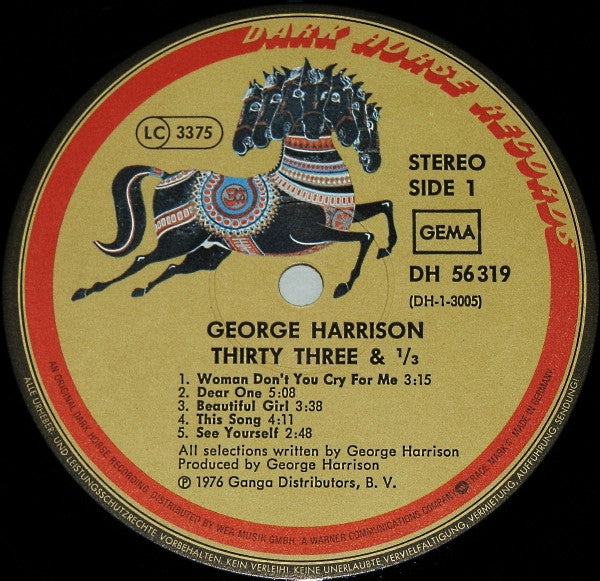 DARK HORSE RECORDS
LC 3375
STEREO
SIDE 1
GEMA
DH 56 319
(DH-1-3005)
GEORGE HARRISON
THIRTY THREE & 1/3
1. Woman Don't You Cry For Me 3:15
2. Dear One 5:08
3. Beautiful Girl 3:38
4. This Song 4:11
5. See Yourself 2:48
All selections written by George Harrison
Produced by George Harrison
℗ 1976 Ganga Distributors, B. V.
AN ORIGINAL DARK HORSE RECORDING. DISTRIBUTED BY WEA MUSIK GMBH. A WARNER COMMUNICATIONS COMPANY. TRADE MARKS. MADE IN GERMANY.
ALLE URHEBER- UND LEISTUNGSSCHUTZRECHTE VORBEHALTEN. KEIN VERLEIH! KEINE UNERLAUBTE VERVIELFÄLTIGUNG, VERMIETUNG, AUFFÜHRUNG, SENDUNG!